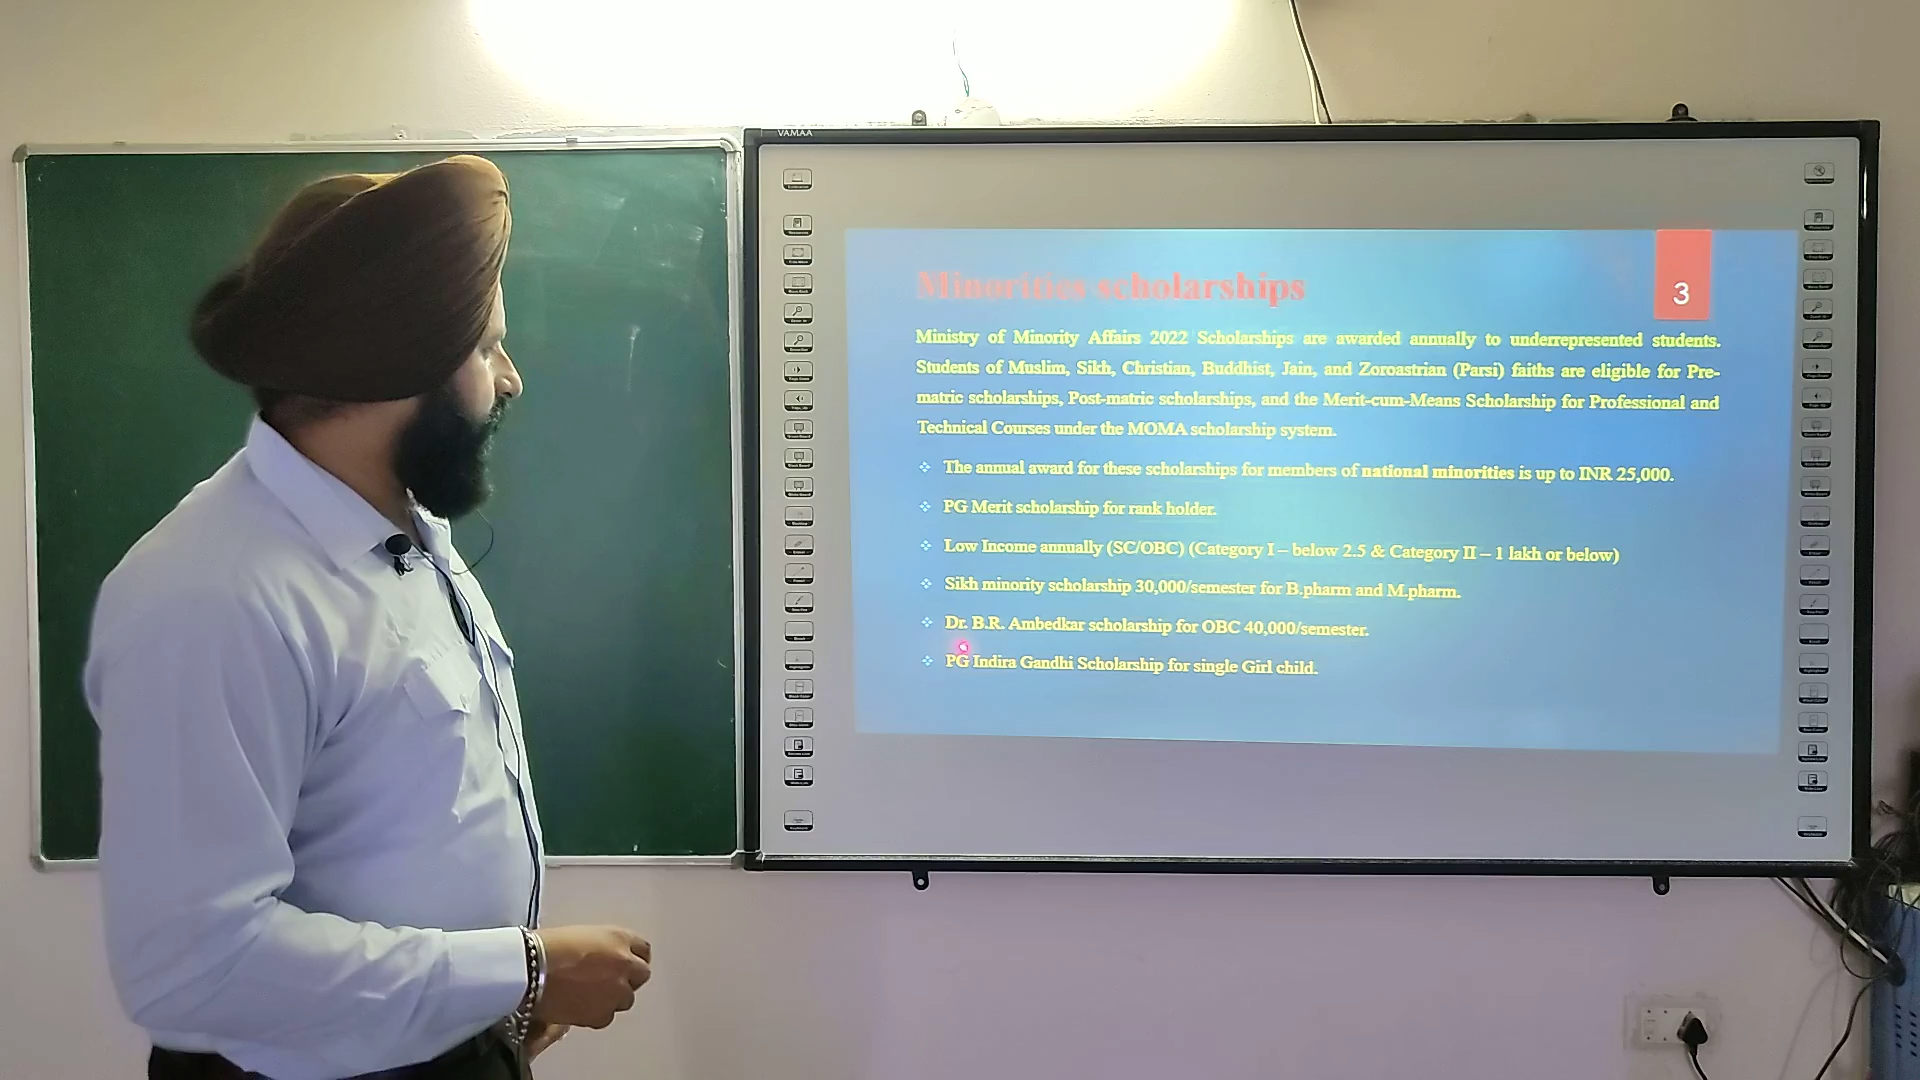 VAMAA
Minorities scholarships
3
Ministry of Minority Affairs 2022 Scholarships are awarded annually to underrepresented students.
Students of Muslim, Sikh, Christian, Buddhist, Jain, and Zoroastrian (Parsi) faiths are eligible for Pre-
matric scholarships, Post-matric scholarships, and the Merit-cum-Means Scholarship for Professional and
Technical Courses under the MOMA scholarship system.
The annual award for these scholarships for members of national minorities is up to INR 25,000.
PG Merit scholarship for rank holder.
Low Income annually (SC/OBC) (Category I – below 2.5 & Category II – 1 lakh or below)
Sikh minority scholarship 30,000/semester for B.pharm and M.pharm.
Dr. B.R. Ambedkar scholarship for OBC 40,000/semester.
PG Indira Gandhi Scholarship for single Girl child.